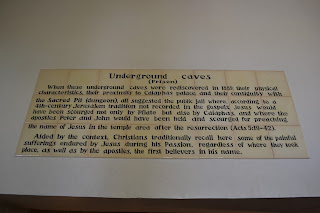 Underground caves
(Prison)
When these underground caves were rediscovered in 1889 their physical
characteristics, their proximity to Caiaphas palace and their contiguity with
the Sacred Pit (dungeon), all suggested the public jail where, according to a
4th-century Jerusalem tradition not recorded in the gospels, Jesus would
have been scourged not only by Pilate but also by Caiaphas, and where the
apostles Peter and John would have been held and scourged for preaching
the name of Jesus in the temple area after the resurrection (Acts 5:19-42).
Aided by the context, Christians traditionally recall here some of the painful
sufferings endured by Jesus during his Passion, regardless of where they took
place, as well as by the apostles, the first believers in his name.